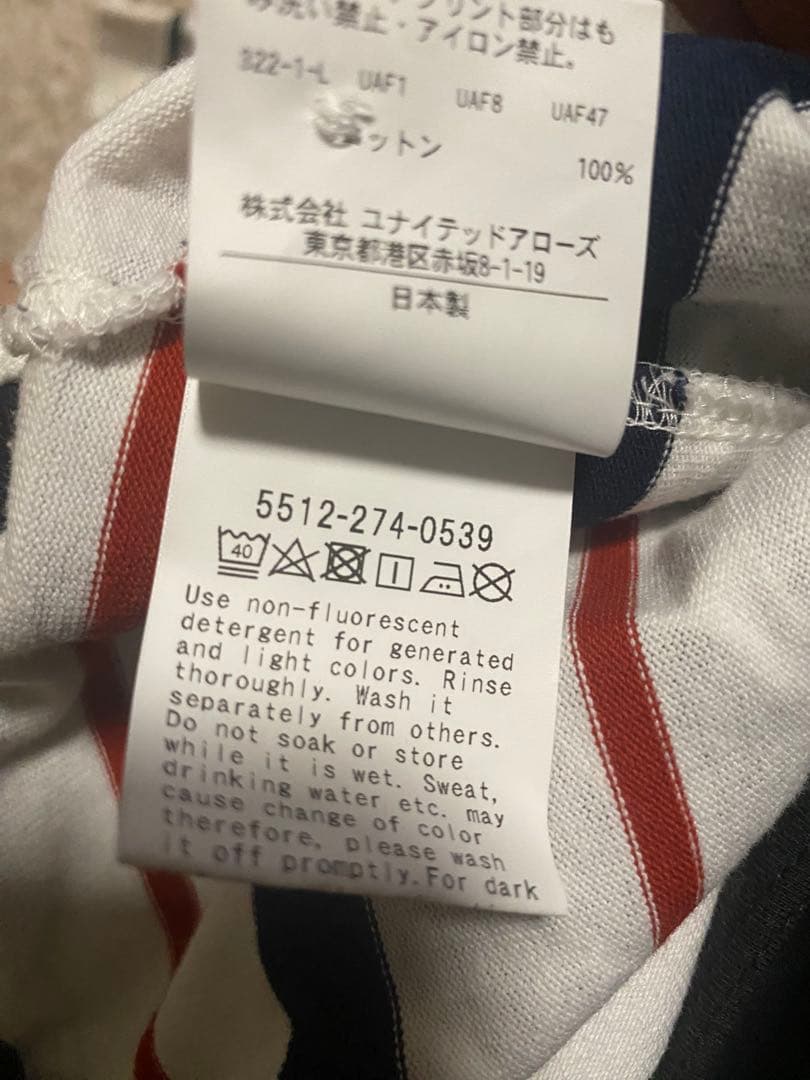 プリント部分はも
み洗い禁止・アイロン禁止。
S22-1-L UAF1 UAF8 UAF47
ットン 100%
株式会社 ユナイテッドアローズ
東京都港区赤坂8-1-19
日本製
5512-274-0539
40
Use non-fluorescent
detergent for generated
and light colors. Rinse
thoroughly. Wash it
separately from others.
Do not soak or store
while it is wet. Sweat,
drinking water etc. may
cause change of color
therefore, please wash
it off promptly.For dark